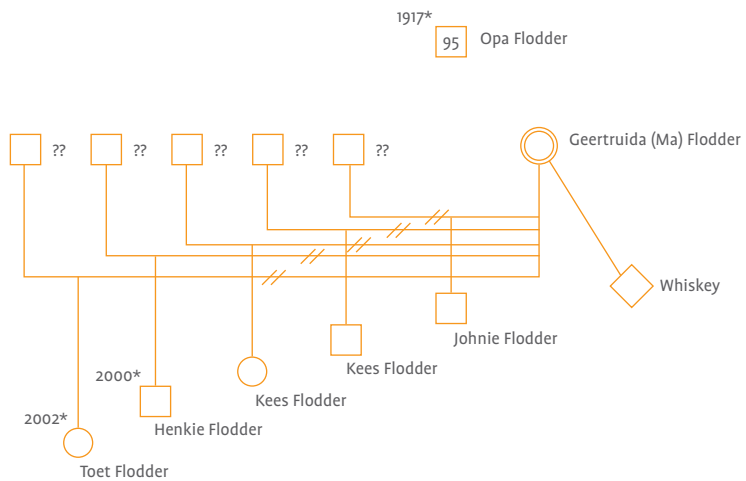 1917*
95
Opa Flodder
?? ?? ?? ?? ??
Geertruida (Ma) Flodder
Whiskey
Johnie Flodder
Kees Flodder
2000*
Kees Flodder
2002*
Henkie Flodder
Toet Flodder